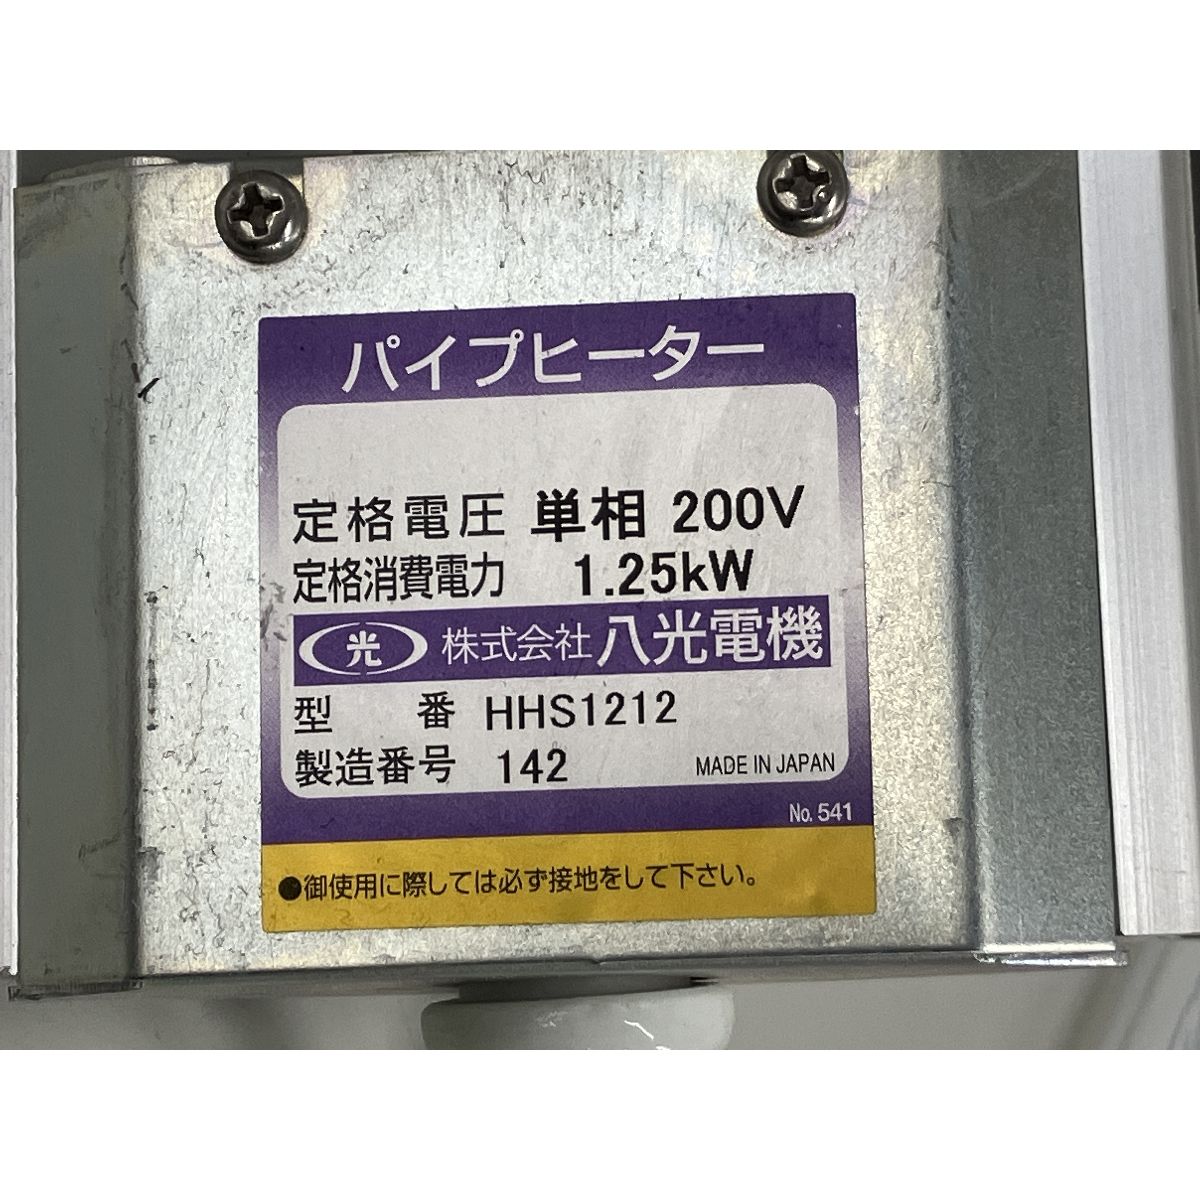 パイプヒーター
定格電圧 単相 200V
定格消費電力 1.25kW
光 株式会社 八光電機
型 番 HHS1212
製造番号 142 MADE IN JAPAN
No. 541
●御使用に際しては必ず接地をして下さい。